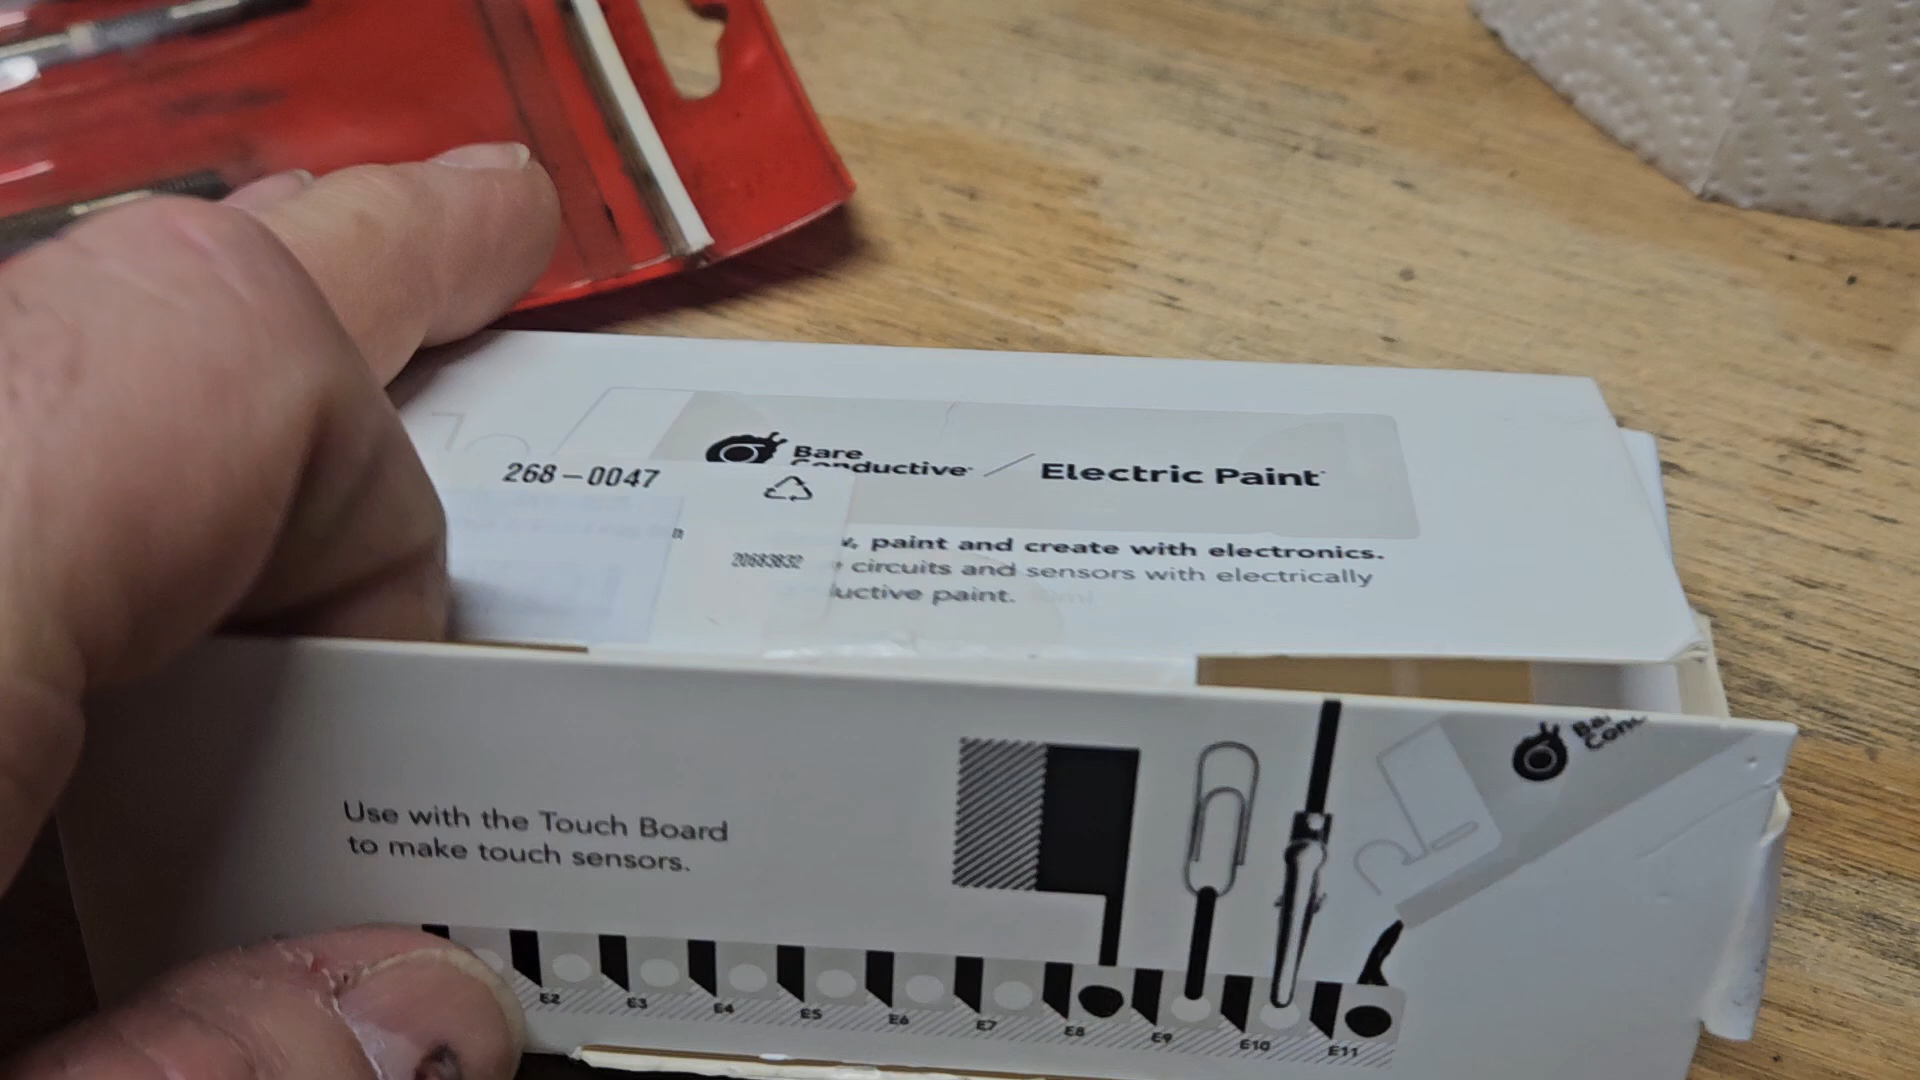 Bare
Conductive
Electric Paint
268-0047
20683832
paint and create with electronics.
circuits and sensors with electrically
uctive paint.
Use with the Touch Board
to make touch sensors.
E2 E3 E4 E5 E6 E7 E8 E9 E10 E11